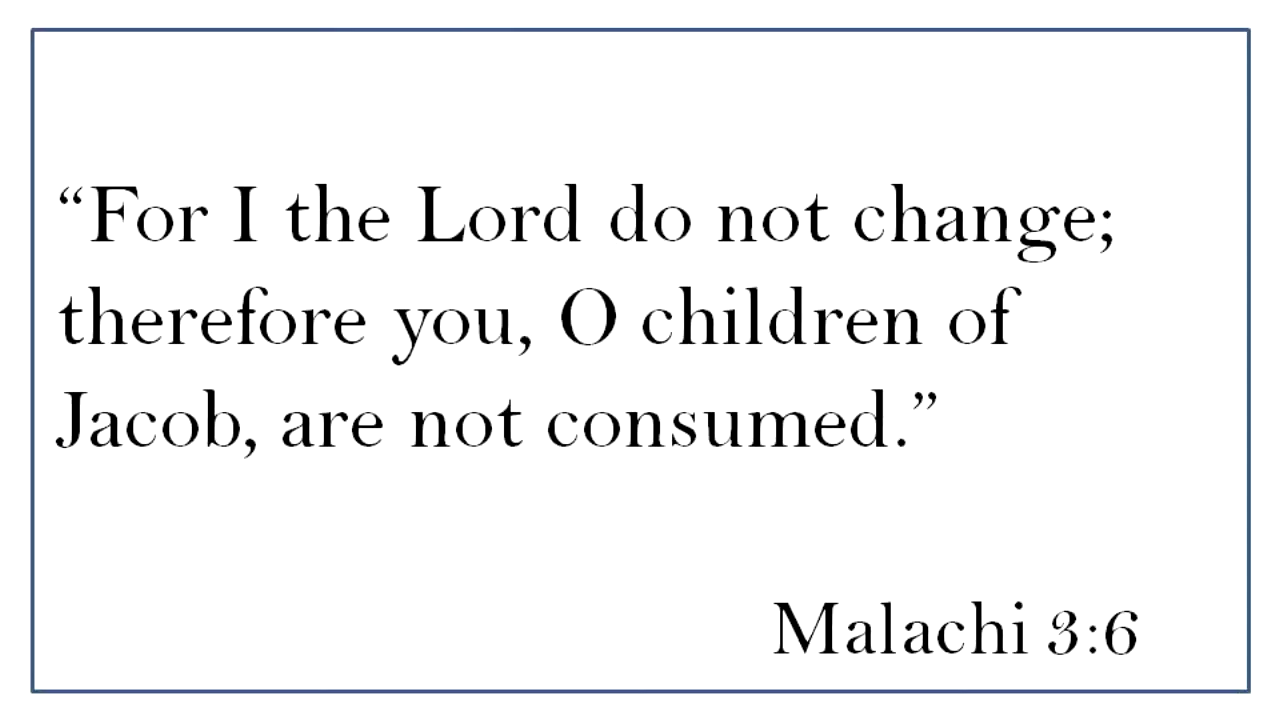 “For I the Lord do not change;
therefore you, O children of
Jacob, are not consumed.”
Malachi 3:6